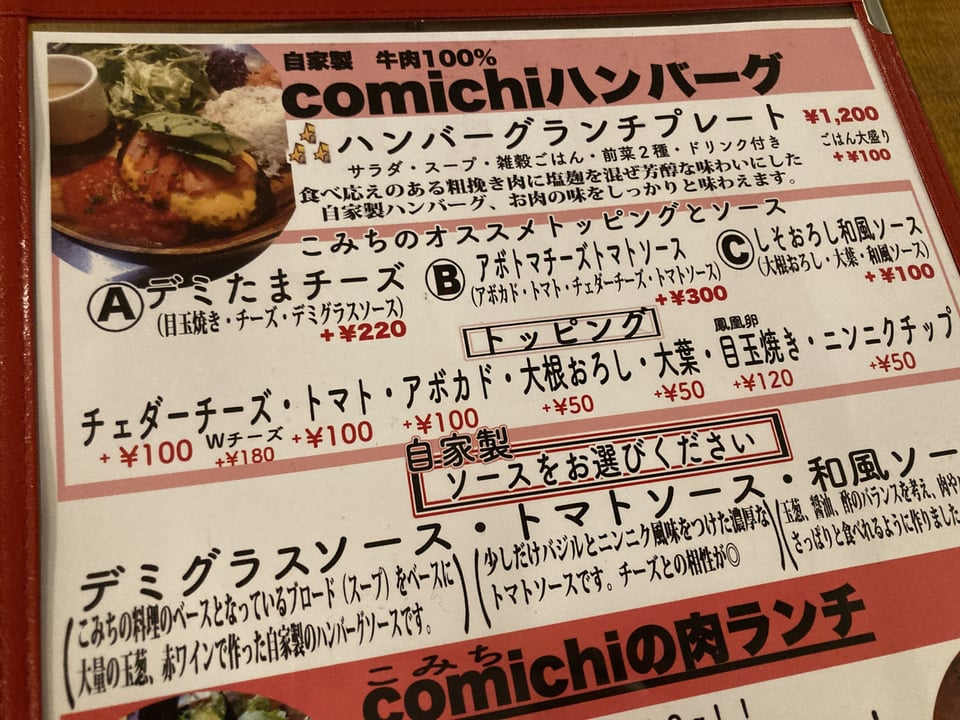 自家製 牛肉100%
comichiハンバーグ
ハンバーグランチプレート ¥1,200
サラダ・スープ・雑穀ごはん・前菜2種・ドリンク付き
ごはん大盛り
+¥100
食べ応えのある粗挽き肉に塩麹を混ぜ芳醇な味わいにした
自家製ハンバーグ、お肉の味をしっかりと味わえます。
こみちのオススメトッピングとソース
Aデミたまチーズ
(目玉焼き・チーズ・デミグラスソース)
+¥220
Bアボトマチーズトマトソース
(アボカド・トマト・チェダーチーズ・トマトソース)
+¥300
Cしそおろし和風ソース
(大根おろし・大葉・和風ソース)
+¥100
トッピング
鳳凰卵
チェダーチーズ・トマト・アボカド・大根おろし・大葉・目玉焼き・ニンニクチップ
+¥100 Wチーズ +¥180 +¥100 +¥100 +¥50 +¥50 +¥120 +¥50
自家製
ソースをお選びください
デミグラスソース・トマトソース・和風ソー
(こみちの料理のベースとなっているブロード(スープ)をベースに
大量の玉葱、赤ワインで作った自家製のハンバーグソースです。)
(少しだけバジルとニンニク風味をつけた濃厚な
トマトソースです。チーズとの相性が◎)
(玉葱、醤油、酢のバランスを考え、肉や
さっぱりと食べれるように作りました
こみち
comichiの肉ランチ